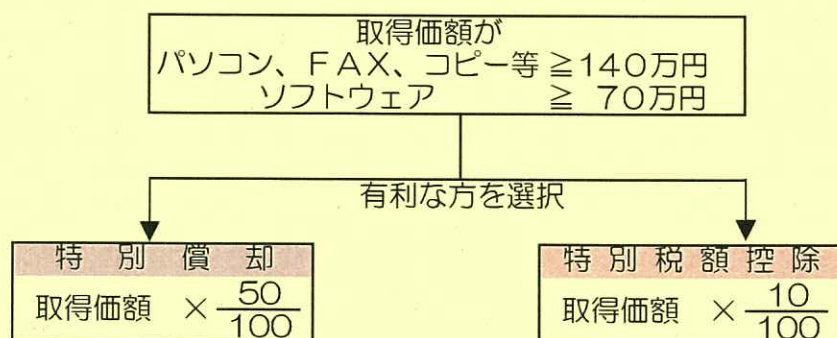 取得価額が
パソコン、FAX、コピー等≧140万円
ソフトウェア ≧ 70万円
有利な方を選択
特別償却
取得価額 × 50/100
特別税額控除
取得価額 × 10/100